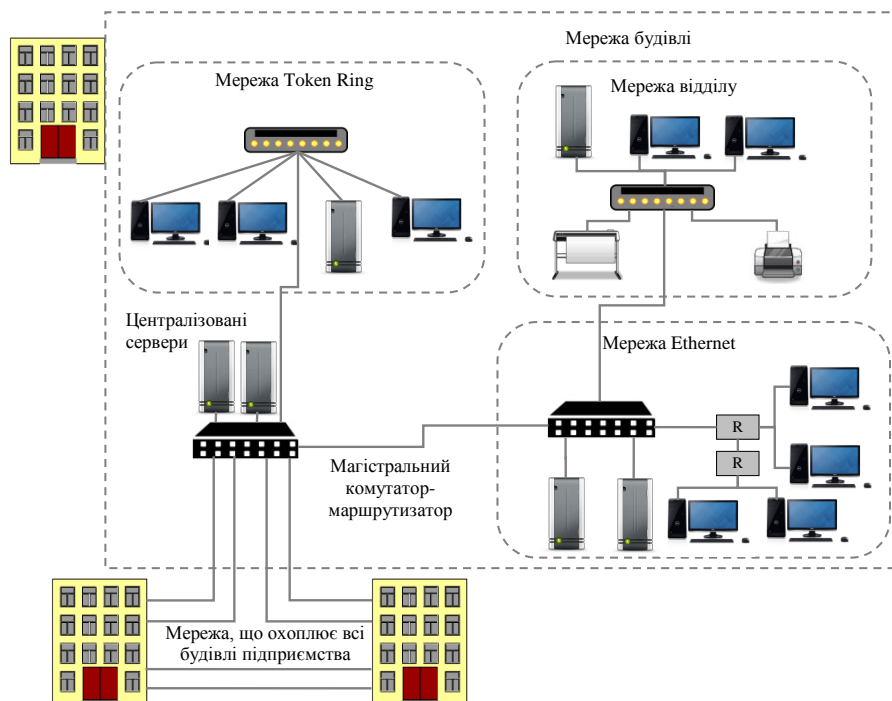 Мережа будівлі
Мережа Token Ring
Мережа відділу
Централізовані
сервери
Мережа Ethernet
R
R
Магістральний
комутатор-
маршрутизатор
Мережа, що охоплює всі
будівлі підприємства